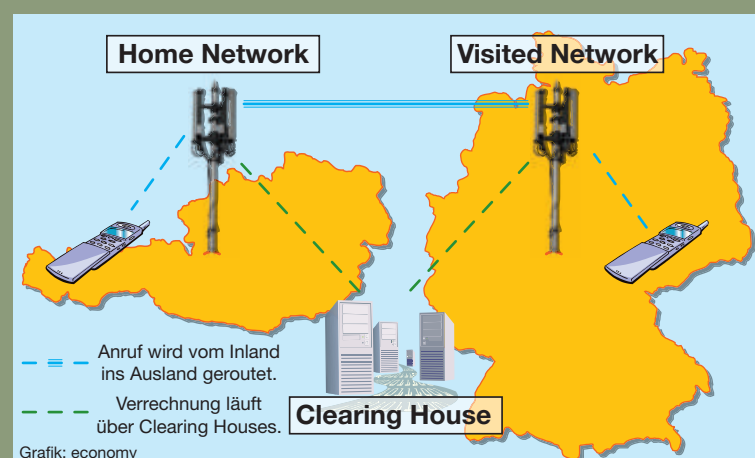 Home Network
Visited Network
Anruf wird vom Inland
ins Ausland geroutet.
Verrechnung läuft
über Clearing Houses.
Clearing House
Grafik: economy